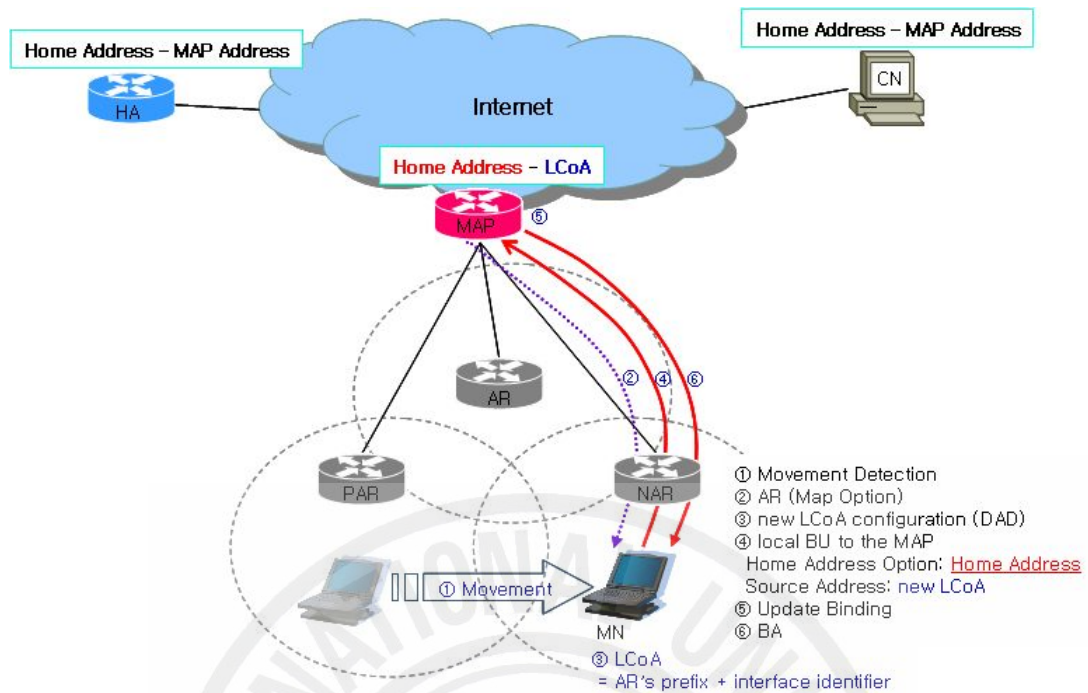 Home Address – MAP Address
Home Address – MAP Address
HA
CN
Internet
Home Address - LCoA
MAP
⑤
AR
②
④
⑥
PAR
NAR
① Movement
MN
③ LCoA
= AR's prefix + interface identifier
① Movement Detection
② AR (Map Option)
③ new LCoA configuration (DAD)
④ local BU to the MAP
Home Address Option: Home Address
Source Address: new LCoA
⑤ Update Binding
⑥ BA
NATIONAL UN